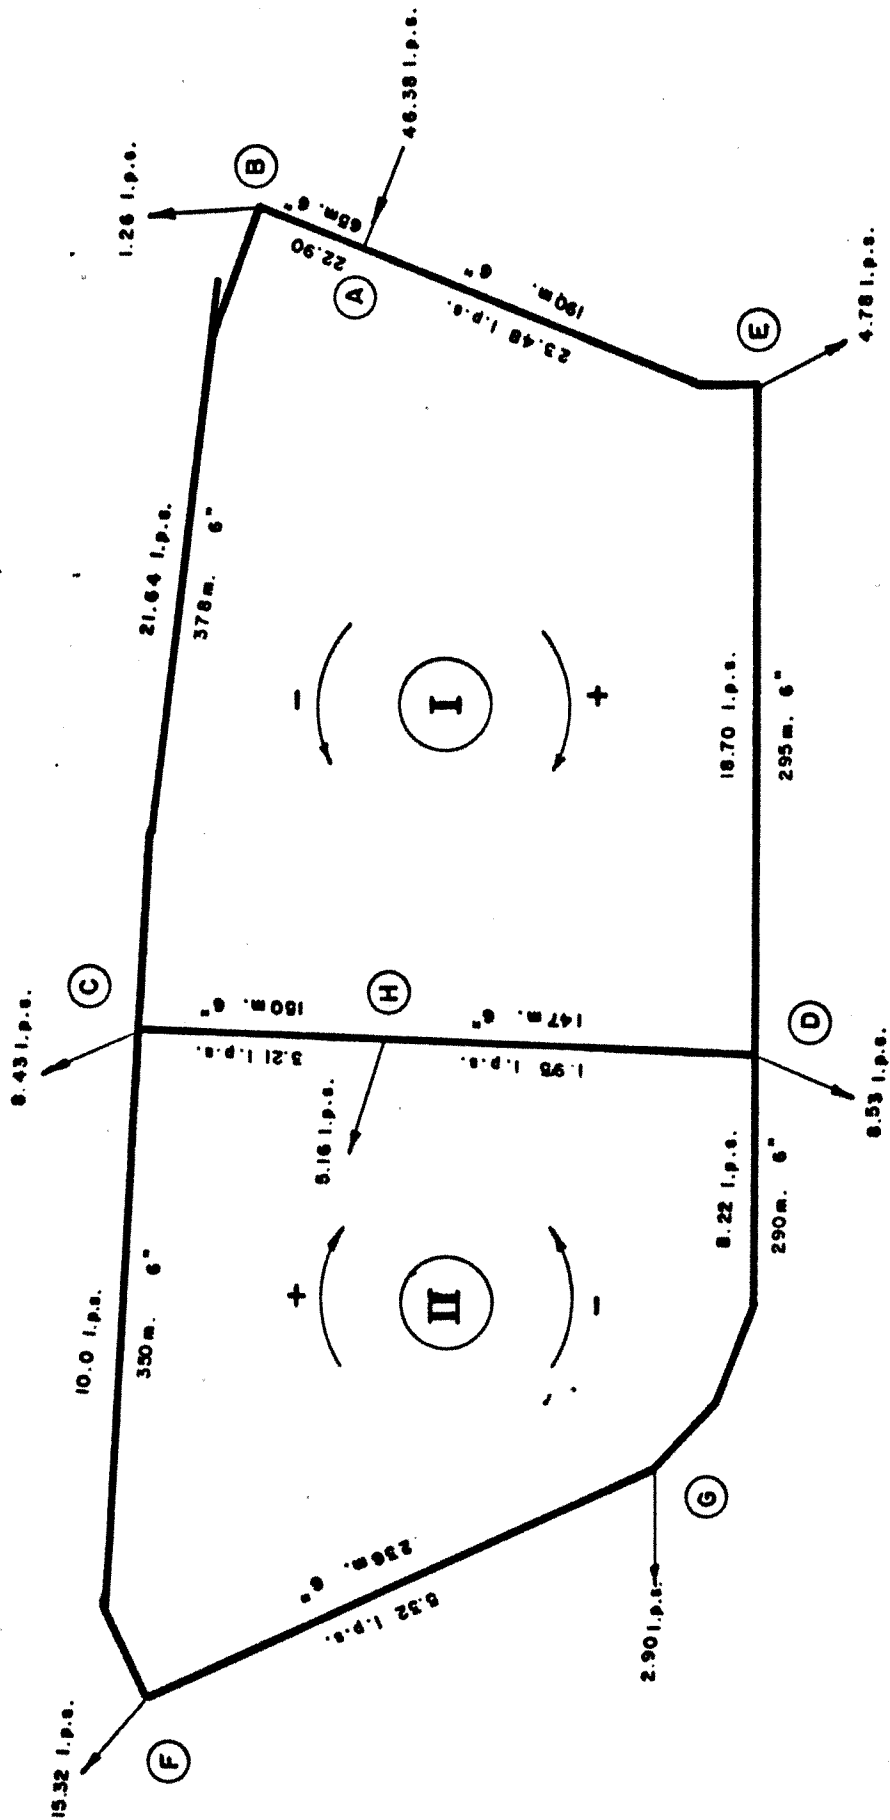 1.26 l.p.s.
B
65m. 6"
22.90
46.38 l.p.s.
A
190m. 6"
23.48 l.p.s.
E
4.78 l.p.s.
21.64 l.p.s.
378m. 6"
-
I
+
18.70 l.p.s.
295m. 6"
8.43 l.p.s.
C
150m. 6"
3.21 l.p.s.
H
147m. 6"
1.95 l.p.s.
5.16 l.p.s.
D
8.53 l.p.s.
10.0 l.p.s.
350m. 6"
+
II
-
8.22 l.p.s.
290m. 6"
15.32 l.p.s.
F
236m. 6"
5.32 l.p.s.
G
2.90 l.p.s.